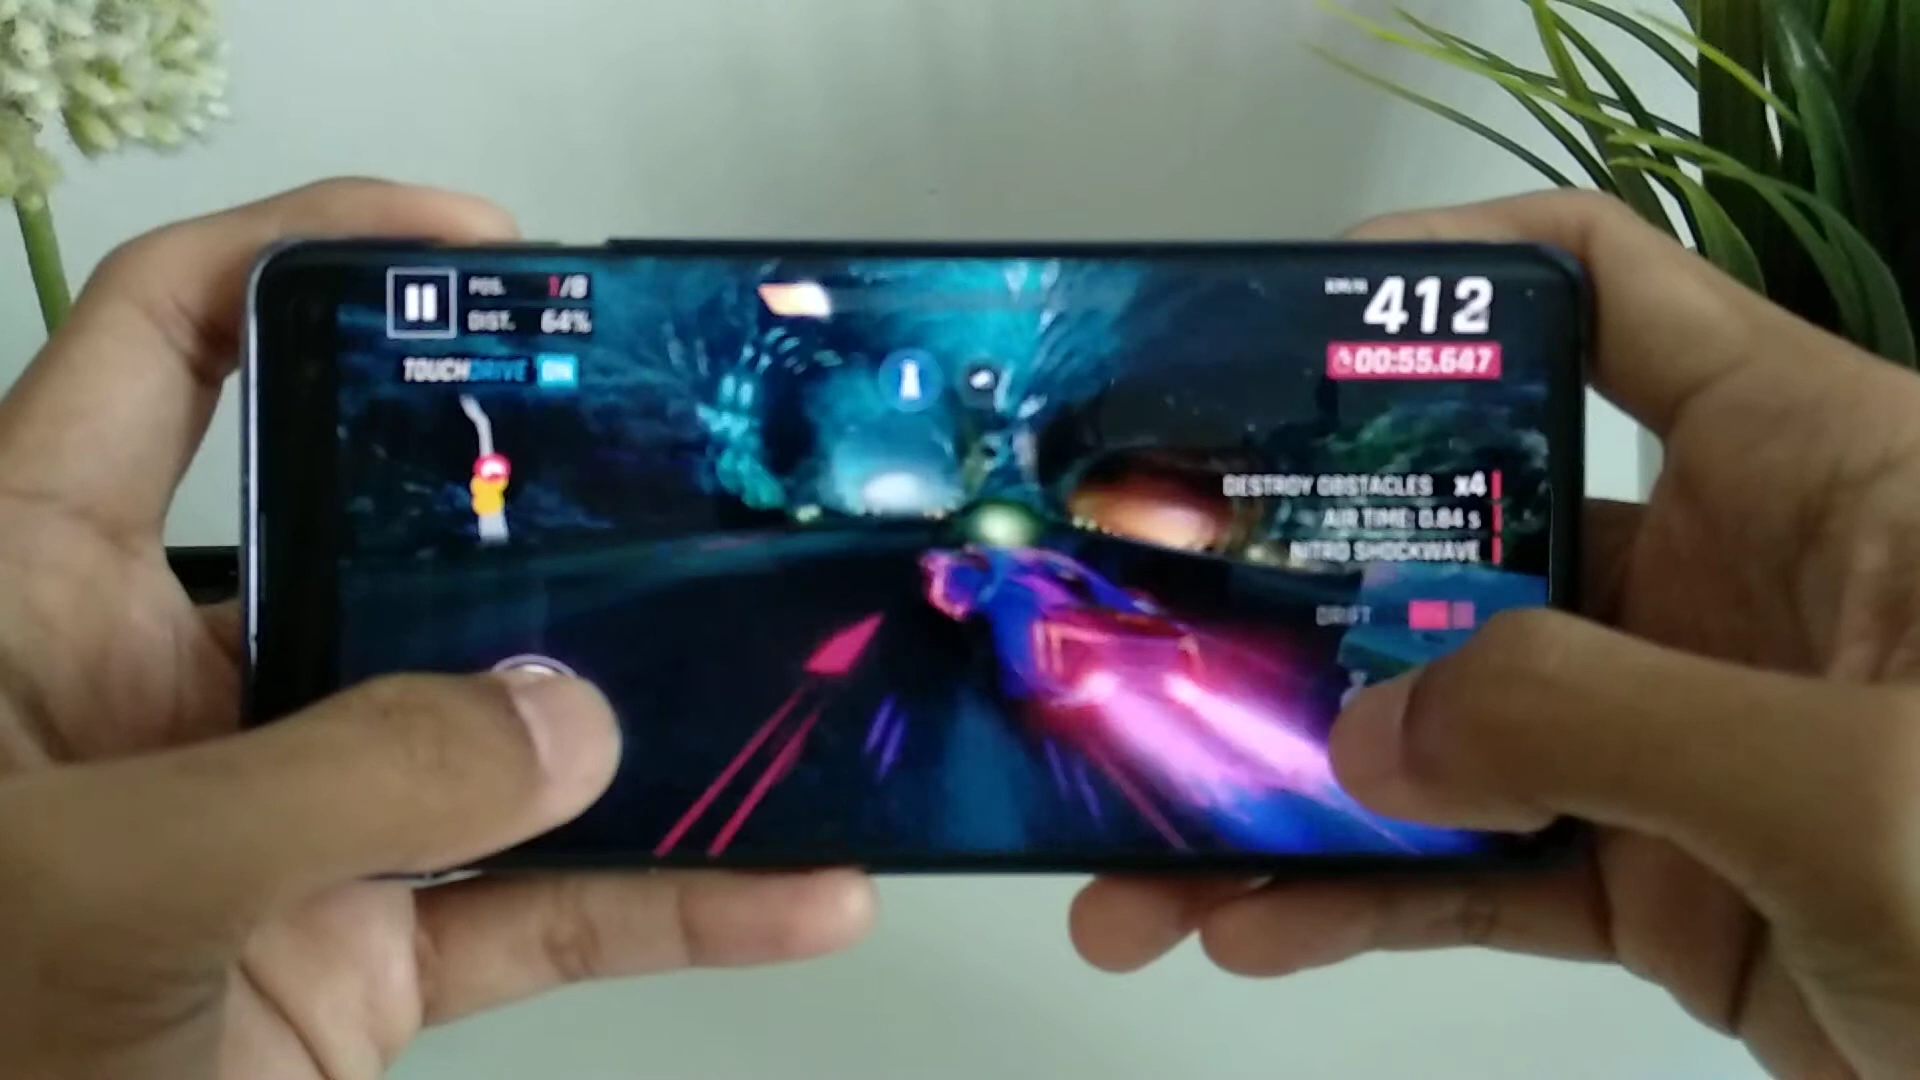 POS. 1/8
DIST. 64%
TOUCHDRIVE ON
KM/H 412
00:55.647
DESTROY OBSTACLES x4
AIR TIME: 0.84 s
NITRO SHOCKWAVE
DRIFT